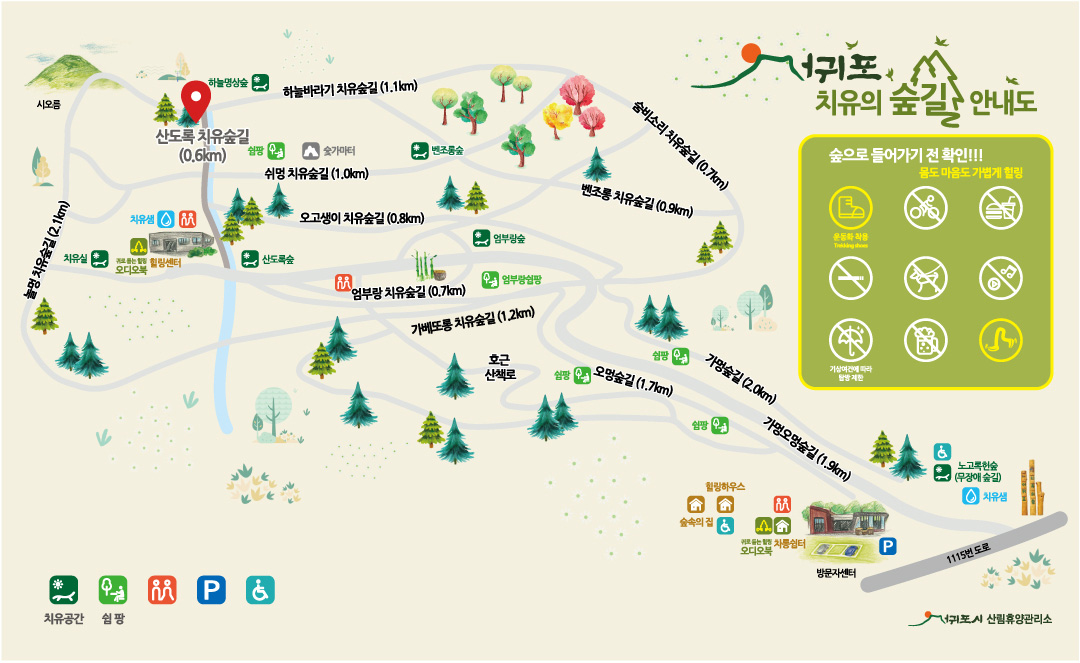 서귀포
치유의 숲길 안내도
숲으로 들어가기 전 확인!!!
몸도 마음도 가볍게 힐링
운동화 착용
Trekking shoes
기상여건에 따라
탐방 제한
시오름
하늘명상숲
하늘바라기 치유숲길 (1.1km)
산도록 치유숲길
(0.6km)
쉼팡
숯가마터
벤조롱숲
숨비소리 치유숲길 (0.7km)
쉬멍 치유숲길 (1.0km)
벤조롱 치유숲길 (0.9km)
놀멍 치유숲길 (2.1km)
치유샘
오고생이 치유숲길 (0.8km)
엄부랑숲
치유실
귀로 듣는 힐링
오디오북
힐링센터
산도록숲
엄부랑 치유숲길 (0.7km)
엄부랑쉼팡
가베또롱 치유숲길 (1.2km)
호근
산책로
쉼팡
쉼팡
오멍숲길 (1.7km)
가멍숲길 (2.0km)
쉼팡
가멍오멍숲길 (1.9km)
노고록헌숲
(무장애 숲길)
치유샘
힐링하우스
숲속의 집
귀로 듣는 힐링
오디오북
차롱쉼터
P
방문자센터
1115번 도로
P
치유공간
쉼 팡
서귀포시 산림휴양관리소